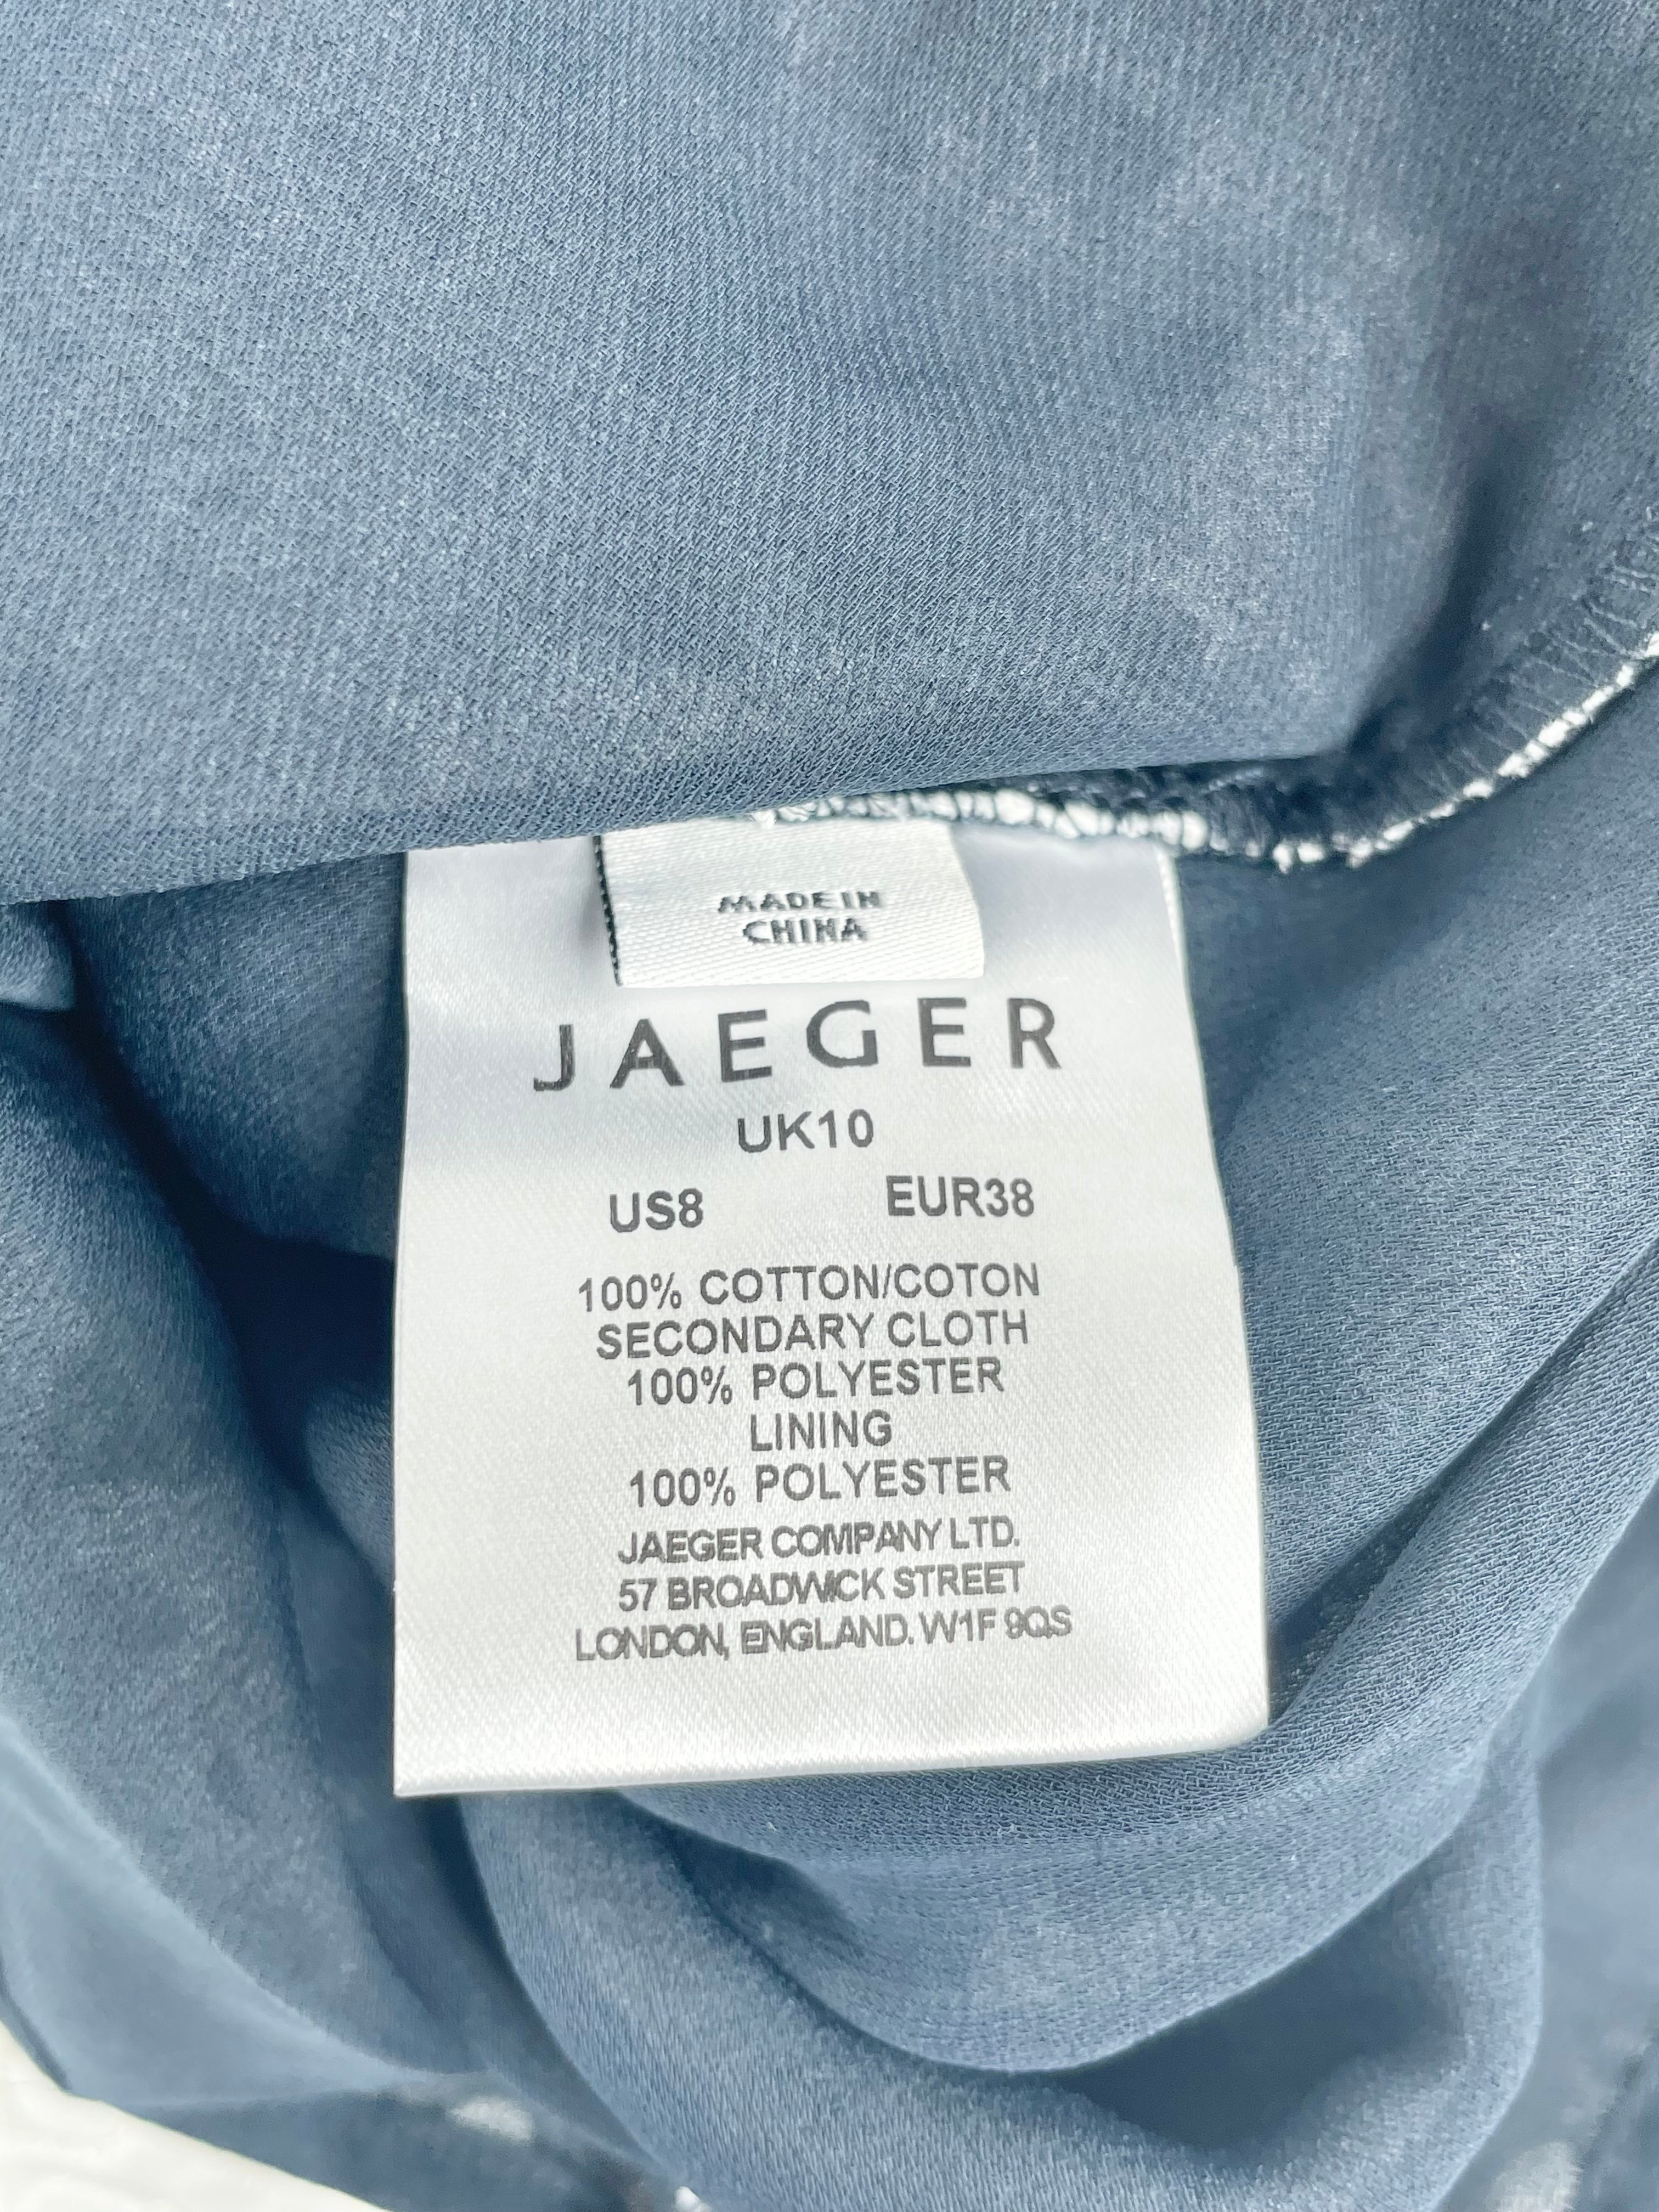 MADE IN
CHINA
JAEGER
UK10
US8 EUR38
100% COTTON/COTON
SECONDARY CLOTH
100% POLYESTER
LINING
100% POLYESTER
JAEGER COMPANY LTD.
57 BROADWICK STREET
LONDON, ENGLAND. W1F 9QS